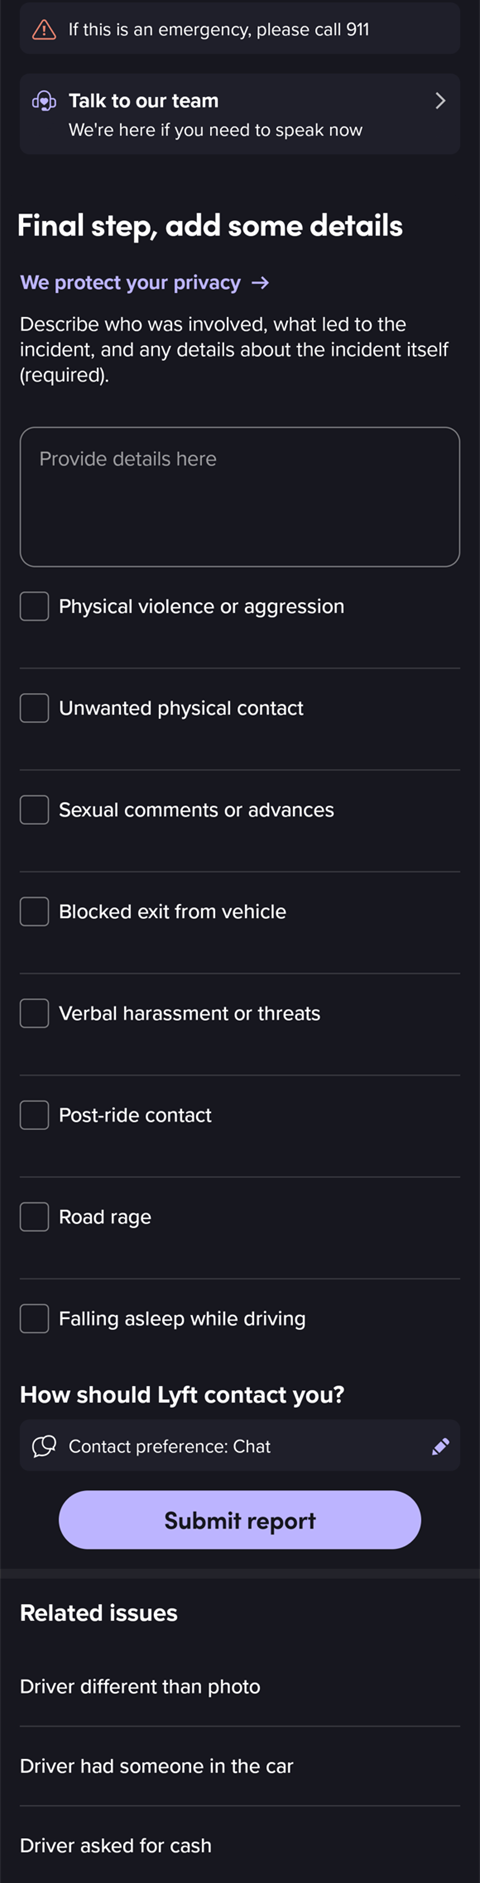 If this is an emergency, please call 911
Talk to our team
We're here if you need to speak now
Final step, add some details
We protect your privacy →
Describe who was involved, what led to the
incident, and any details about the incident itself
(required).
Provide details here
Physical violence or aggression
Unwanted physical contact
Sexual comments or advances
Blocked exit from vehicle
Verbal harassment or threats
Post-ride contact
Road rage
Falling asleep while driving
How should Lyft contact you?
Contact preference: Chat
Submit report
Related issues
Driver different than photo
Driver had someone in the car
Driver asked for cash